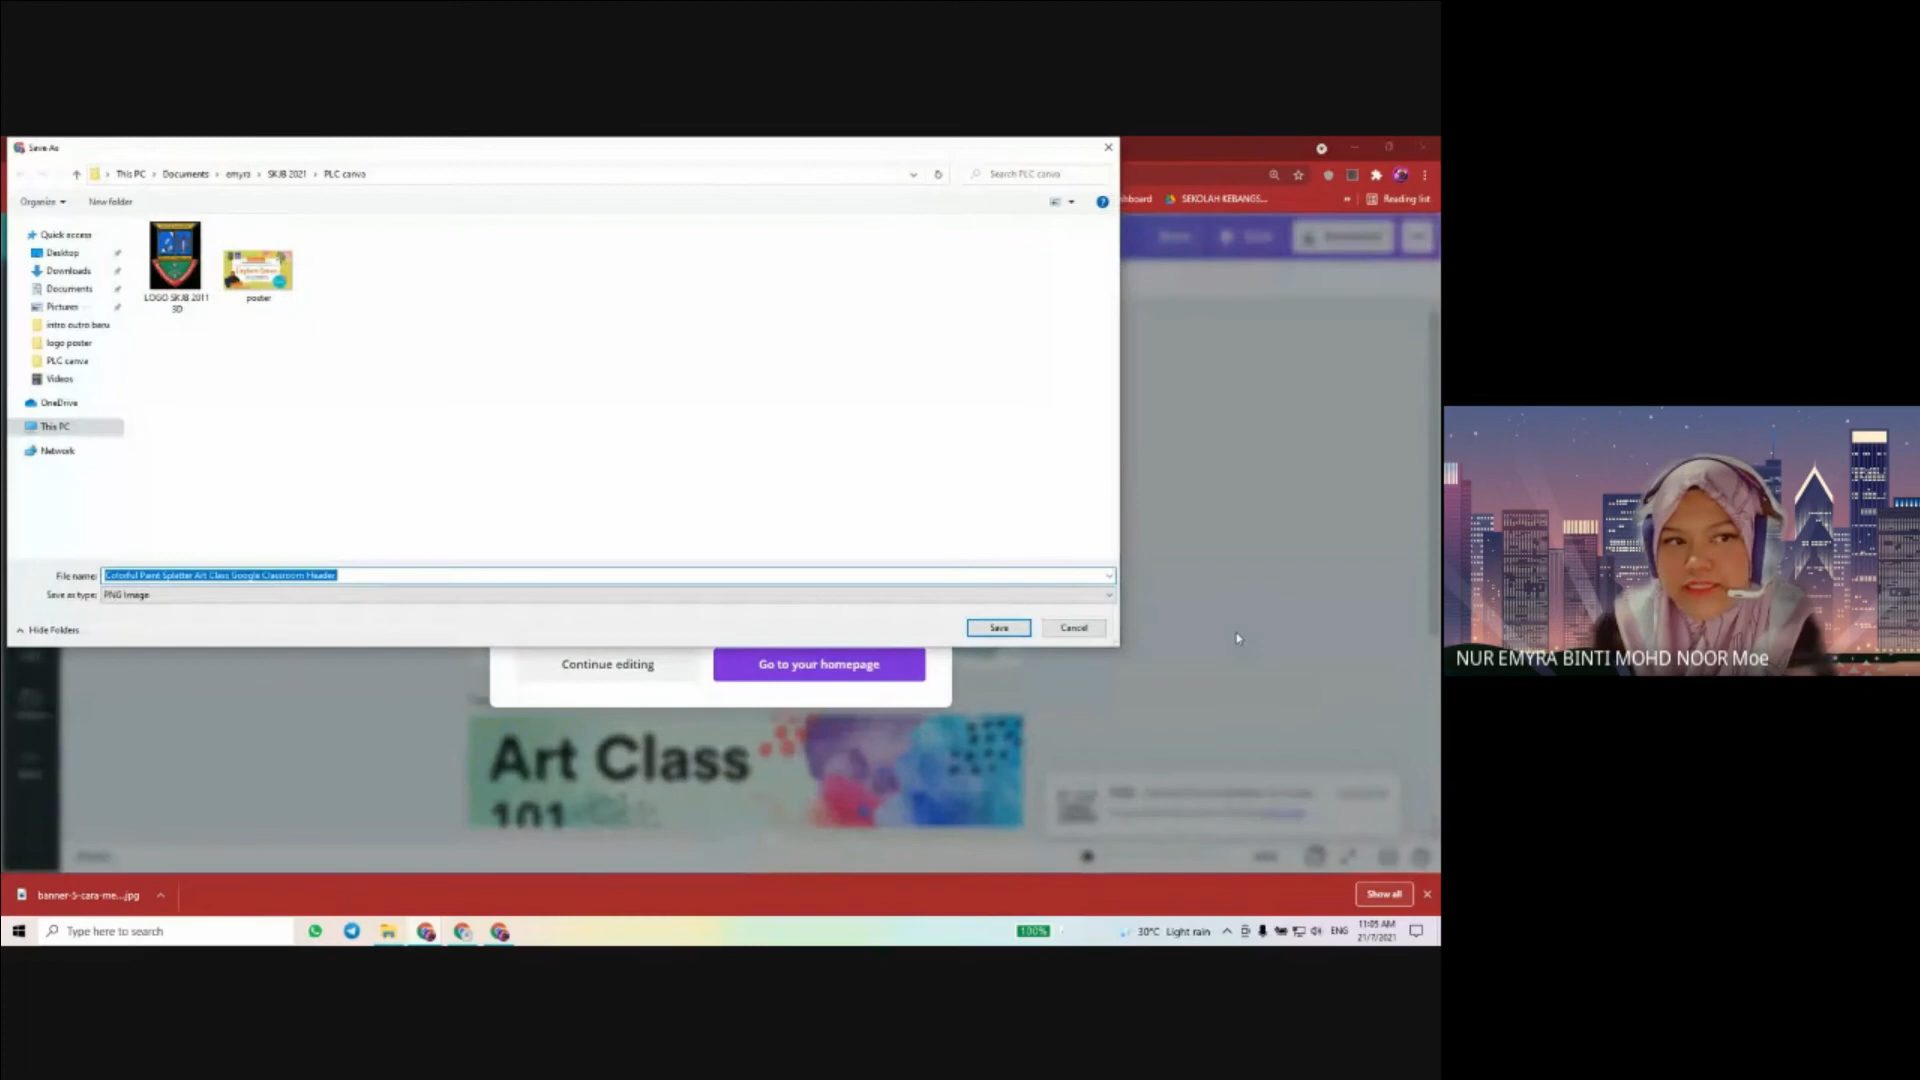 Save As
This PC › Documents › emyra › SKJB 2021 › PLC canva
Search PLC canva
Organize
New folder
Quick access
Desktop
Downloads
Documents
Pictures
intro outro baru
logo poster
PLC canva
Videos
OneDrive
This PC
Network
LOGO SKJB 2011
3D
poster
File name: Colorful Paint Splatter Art Class Google Classroom Header
Save as type: PNG Image
Hide Folders
Save
Cancel
SEKOLAH KEBANGS...
»
Reading list
Continue editing
Go to your homepage
Art Class
101
banner-5-cara-me....jpg
Show all
Type here to search
100%
30°C Light rain
ENG
11:05 AM
21/7/2021
NUR EMYRA BINTI MOHD NOOR Moe